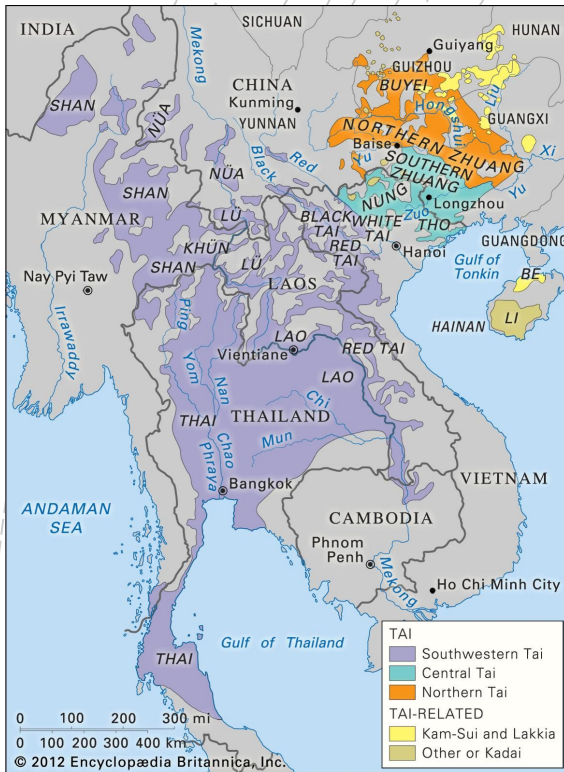 INDIA
SICHUAN
HUNAN
Mekong
Guiyang
GUIZHOU
BUYEI
CHINA
SHAN
Kunming
Hongshui
Liu
NÜA
YUNNAN
GUANGXI
NORTHERN ZHUANG
Black
Red
Baise
Xi
Yu
SOUTHERN
ZHUANG
NÜA
Yu
SHAN
NUNG
Longzhou
LÜ
BLACK
TAI
WHITE
TAI
Zuo
THO
MYANMAR
KHÜN
RED
TAI
GUANGDONG
Hanoi
Gulf of
Tonkin
SHAN
LÜ
BE
Nay Pyi Taw
LAOS
LI
HAINAN
Ping
Irrawaddy
LAO
Vientiane
RED TAI
Yom
Nan
LAO
Chi
THAILAND
THAI
Mun
Chao
Phraya
VIETNAM
Bangkok
ANDAMAN
SEA
CAMBODIA
Phnom
Penh
Mekong
Ho Chi Minh City
Gulf of Thailand
THAI
TAI
Southwestern Tai
Central Tai
Northern Tai
TAI-RELATED
Kam-Sui and Lakkia
Other or Kadai
0 100 200 300 mi
0 100 200 300 400 km
© 2012 Encyclopædia Britannica, Inc.